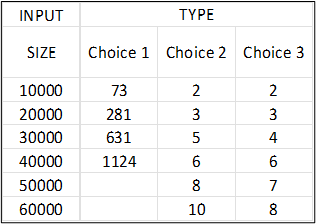 INPUT TYPE
SIZE Choice 1 Choice 2 Choice 3
10000 73 2 2
20000 281 3 3
30000 631 5 4
40000 1124 6 6
50000 8 7
60000 10 8